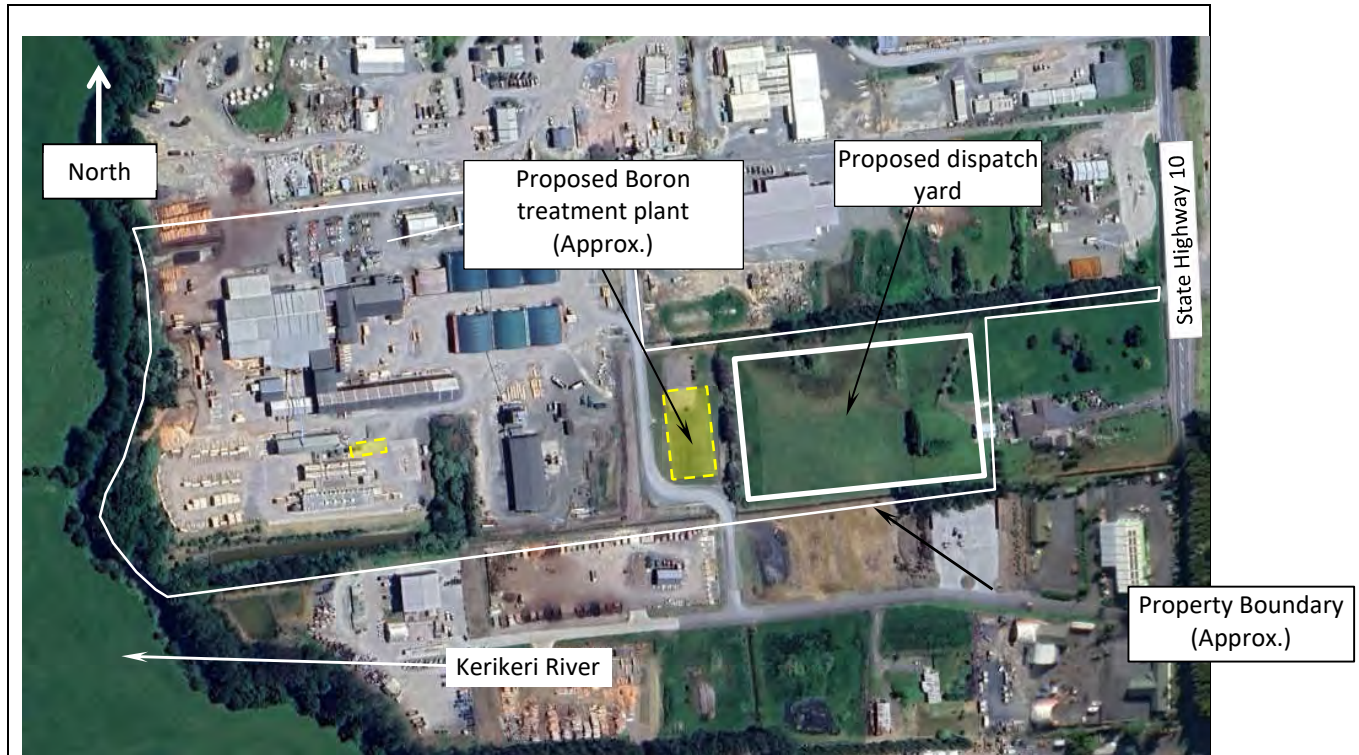 North
Proposed Boron
treatment plant
(Approx.)
Proposed dispatch
yard
State Highway 10
Property Boundary
(Approx.)
Kerikeri River